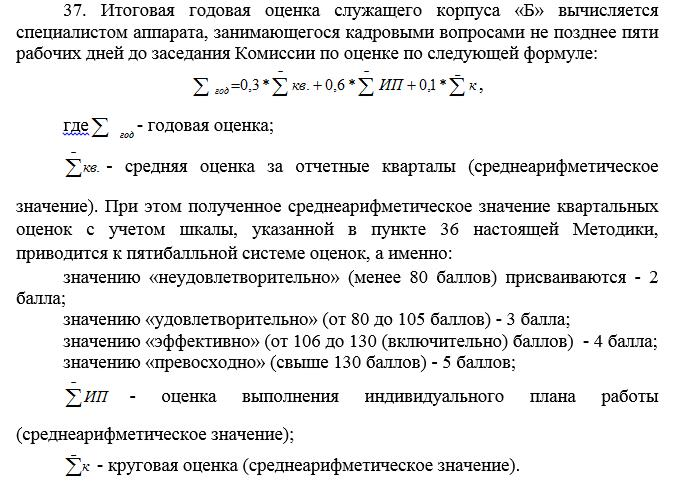 37. Итоговая годовая оценка служащего корпуса «Б» вычисляется
специалистом аппарата, занимающегося кадровыми вопросами не позднее пяти
рабочих дней до заседания Комиссии по оценке по следующей формуле:
∑ год =0,3 * ∑̄ кв. + 0,6 * ∑̄ ИП + 0,1 * ∑̄ к ,
где ∑ год - годовая оценка;
∑̄ кв. - средняя оценка за отчетные кварталы (среднеарифметическое
значение). При этом полученное среднеарифметическое значение квартальных
оценок с учетом шкалы, указанной в пункте 36 настоящей Методики,
приводится к пятибалльной системе оценок, а именно:
значению «неудовлетворительно» (менее 80 баллов) присваиваются - 2
балла;
значению «удовлетворительно» (от 80 до 105 баллов) - 3 балла;
значению «эффективно» (от 106 до 130 (включительно) баллов) - 4 балла;
значению «превосходно» (свыше 130 баллов) - 5 баллов;
∑̄ ИП - оценка выполнения индивидуального плана работы
(среднеарифметическое значение);
∑̄ к - круговая оценка (среднеарифметическое значение).